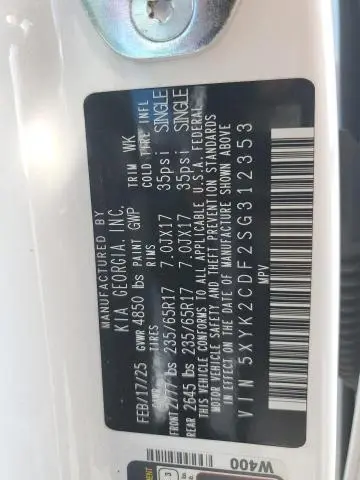 MANUFACTURED BY
KIA GEORGIA, INC.
FEB/17/25 GVWR 4850 lbs PAINT GWP TRIM WK
GAWR TIRES RIMS COLD TIRE INFL
FRONT 2777 lbs 235/65R17 7.0JX17 35psi SINGLE
REAR 2645 lbs 235/65R17 7.0JX17 35psi SINGLE
THIS VEHICLE CONFORMS TO ALL APPLICABLE U.S.A. FEDERAL
MOTOR VEHICLE SAFETY AND THEFT PREVENTION STANDARDS
IN EFFECT ON THE DATE OF MANUFACTURE SHOWN ABOVE
VIN 5XYK2CDF2SG312353
MPV
W400